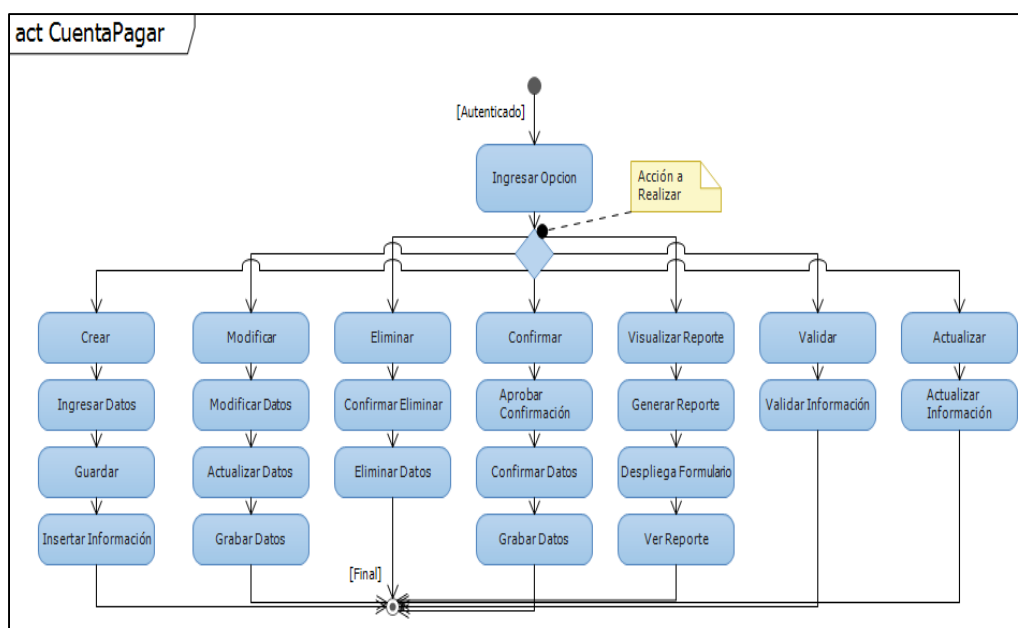 act CuentaPagar
[Autenticado]
Ingresar Opcion
Acción a
Realizar
Crear
Modificar
Eliminar
Confirmar
Visualizar Reporte
Validar
Actualizar
Ingresar Datos
Modificar Datos
Confirmar Eliminar
Aprobar
Confirmación
Generar Reporte
Validar Información
Actualizar
Información
Guardar
Actualizar Datos
Eliminar Datos
Confirmar Datos
Despliega Formulario
Insertar Información
Grabar Datos
Grabar Datos
Ver Reporte
[Final]